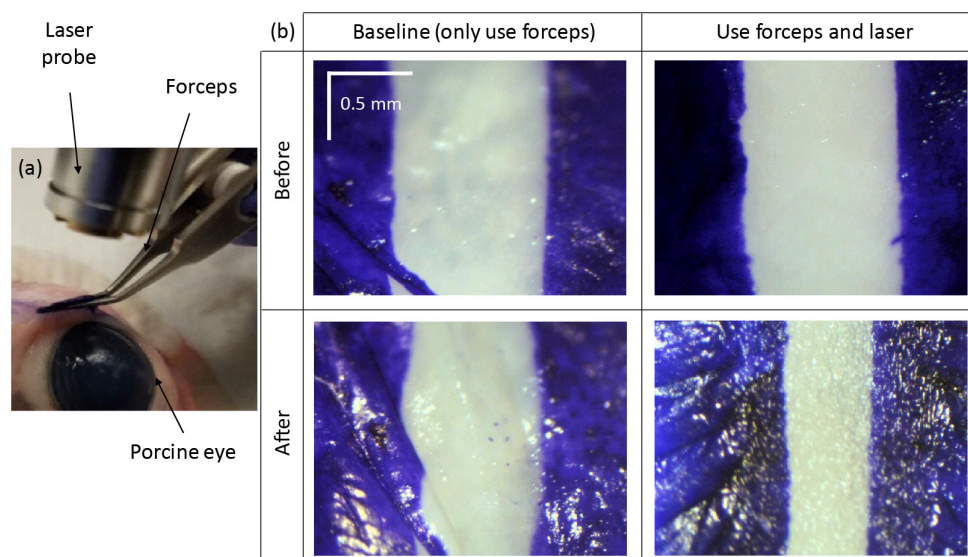 Laser
probe
Forceps
(a)
Porcine eye
(b)
Baseline (only use forceps)
Use forceps and laser
Before
0.5 mm
After